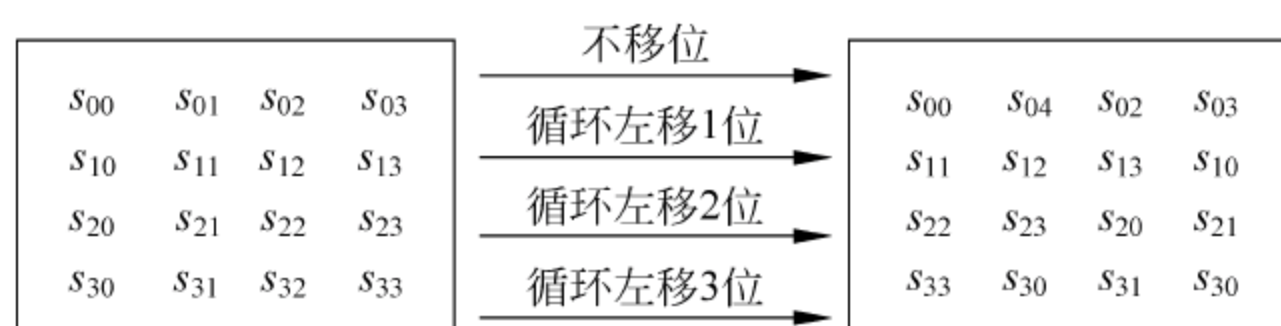 不移位
s00 s01 s02 s03 s00 s04 s02 s03
循环左移1位
s10 s11 s12 s13 s11 s12 s13 s10
循环左移2位
s20 s21 s22 s23 s22 s23 s20 s21
循环左移3位
s30 s31 s32 s33 s33 s30 s31 s30